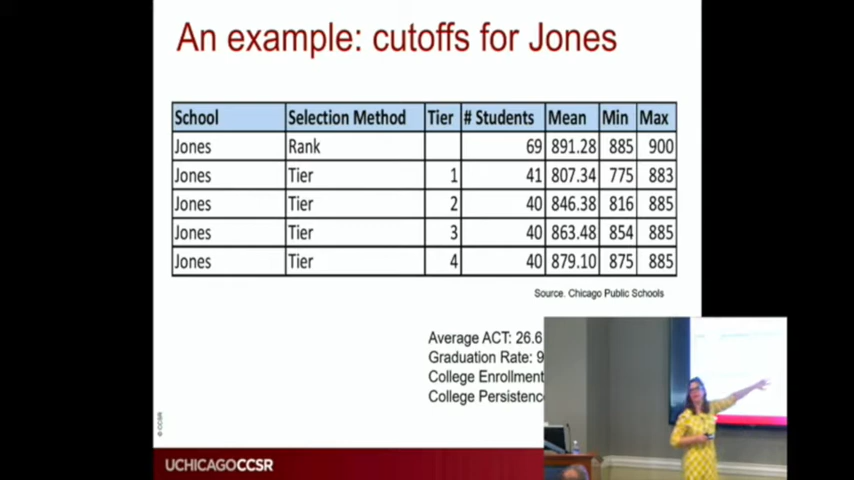 An example: cutoffs for Jones
School Selection Method Tier # Students Mean Min Max
Jones Rank 69 891.28 885 900
Jones Tier 1 41 807.34 775 883
Jones Tier 2 40 846.38 816 885
Jones Tier 3 40 863.48 854 885
Jones Tier 4 40 879.10 875 885
Source. Chicago Public Schools
Average ACT: 26.6
Graduation Rate: 9
College Enrollment
College Persistence
© CCSR
UCHICAGOCCSR